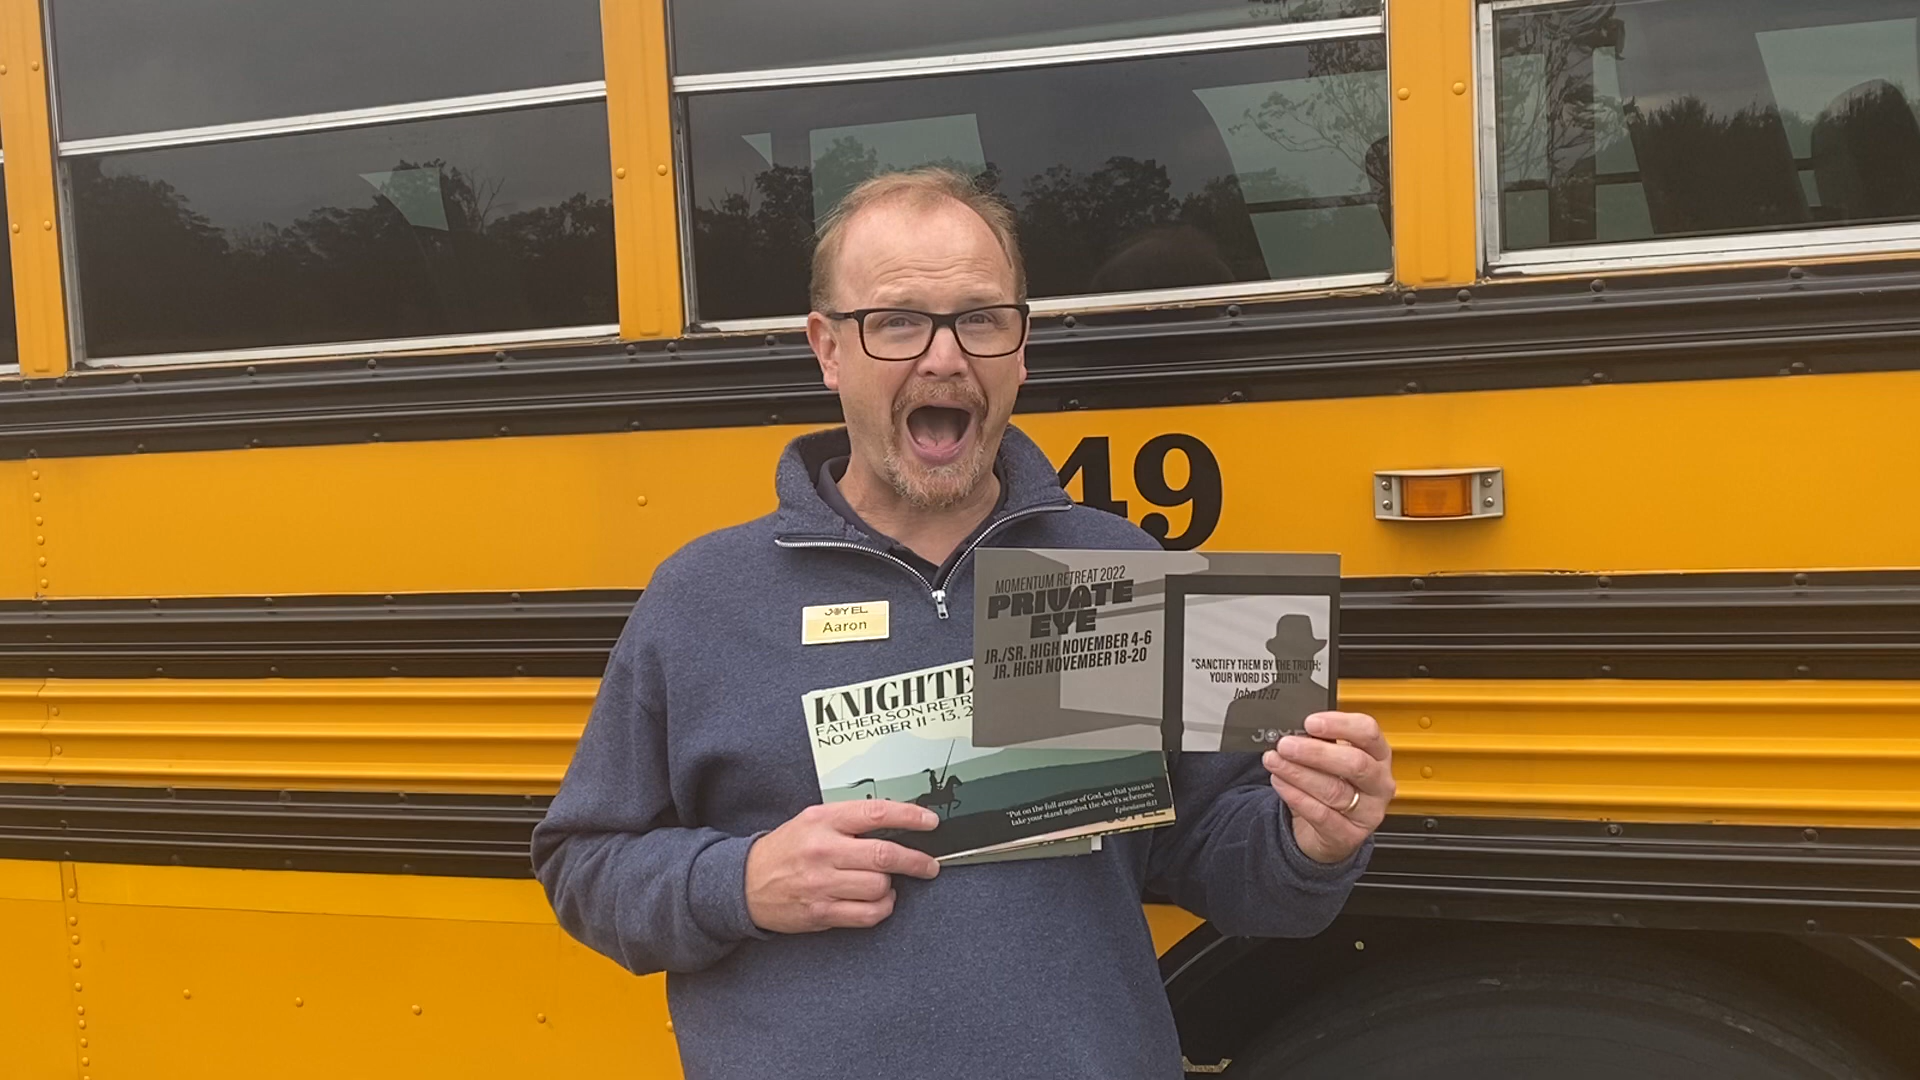 49
JOY EL
Aaron
MOMENTUM RETREAT 2022
PRIVATE
EYE
JR./SR. HIGH NOVEMBER 4-6
JR. HIGH NOVEMBER 18-20
"SANCTIFY THEM BY THE TRUTH;
YOUR WORD IS TRUTH."
John 17:17
KNIGHTE
FATHER SON RETR
NOVEMBER 11 - 13, 2
"Put on the full armor of God, so that you can
take your stand against the devil's schemes."
Ephesians 6:11